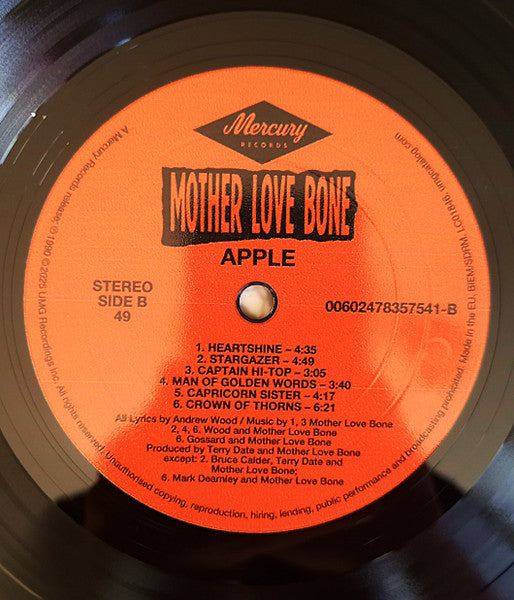 Mercury
RECORDS
MOTHER LOVE BONE
APPLE
STEREO
SIDE B
49
00602478357541-B
1. HEARTSHINE – 4:35
2. STARGAZER – 4:49
3. CAPTAIN HI-TOP – 3:05
4. MAN OF GOLDEN WORDS – 3:40
5. CAPRICORN SISTER – 4:17
6. CROWN OF THORNS – 6:21
All Lyrics by Andrew Wood / Music by 1, 3 Mother Love Bone
2, 4, 6. Wood and Mother Love Bone
6. Gossard and Mother Love Bone
Produced by Terry Date and Mother Love Bone
except: 2. Bruce Calder, Terry Date and
Mother Love Bone;
6. Mark Dearnley and Mother Love Bone
A Mercury Records release; ℗ 1990 © 2025 UMG Recordings Inc. All rights reserved. Unauthorised copying, reproduction, hiring, lending, public performance and broadcasting prohibited. Made in the EU. BIEM/SDRM. LC01846. umgcatalog.com